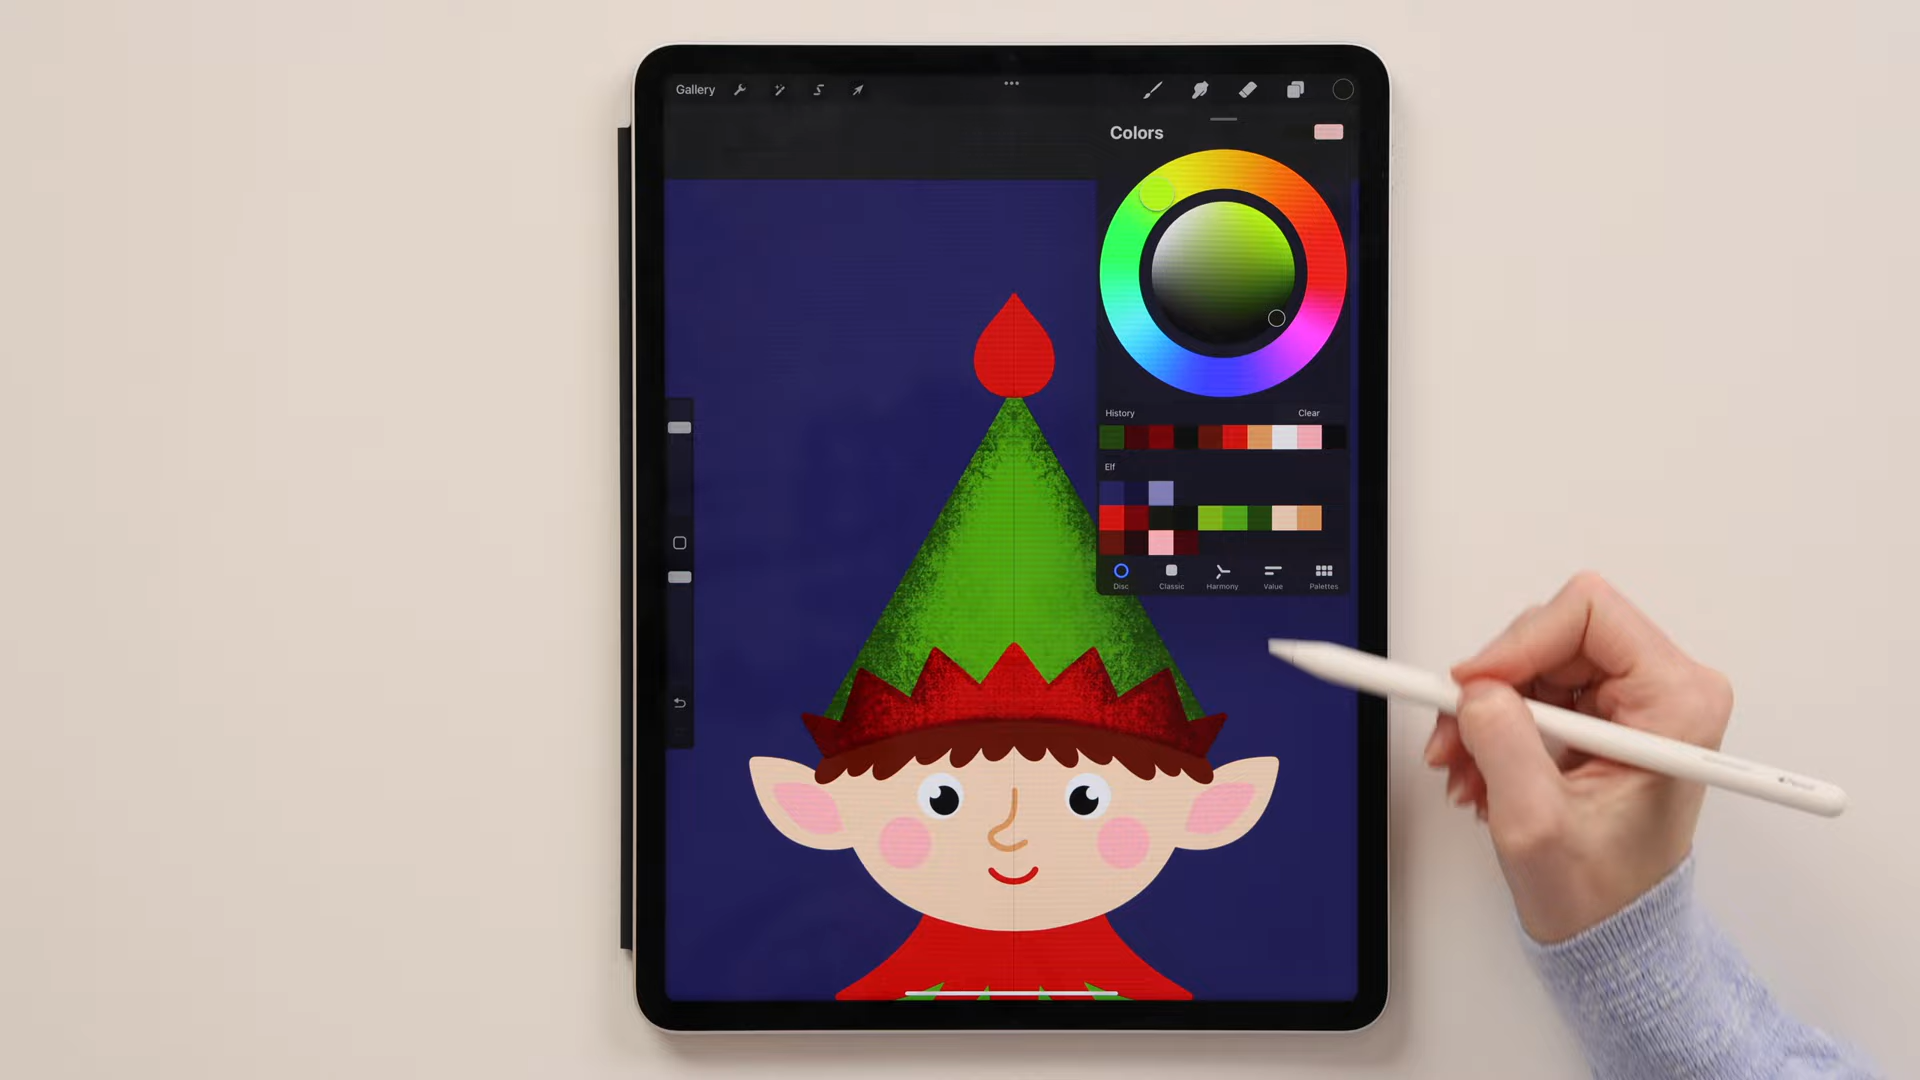 Gallery
Colors
History Clear
Elf
Disc Classic Harmony Value Palettes